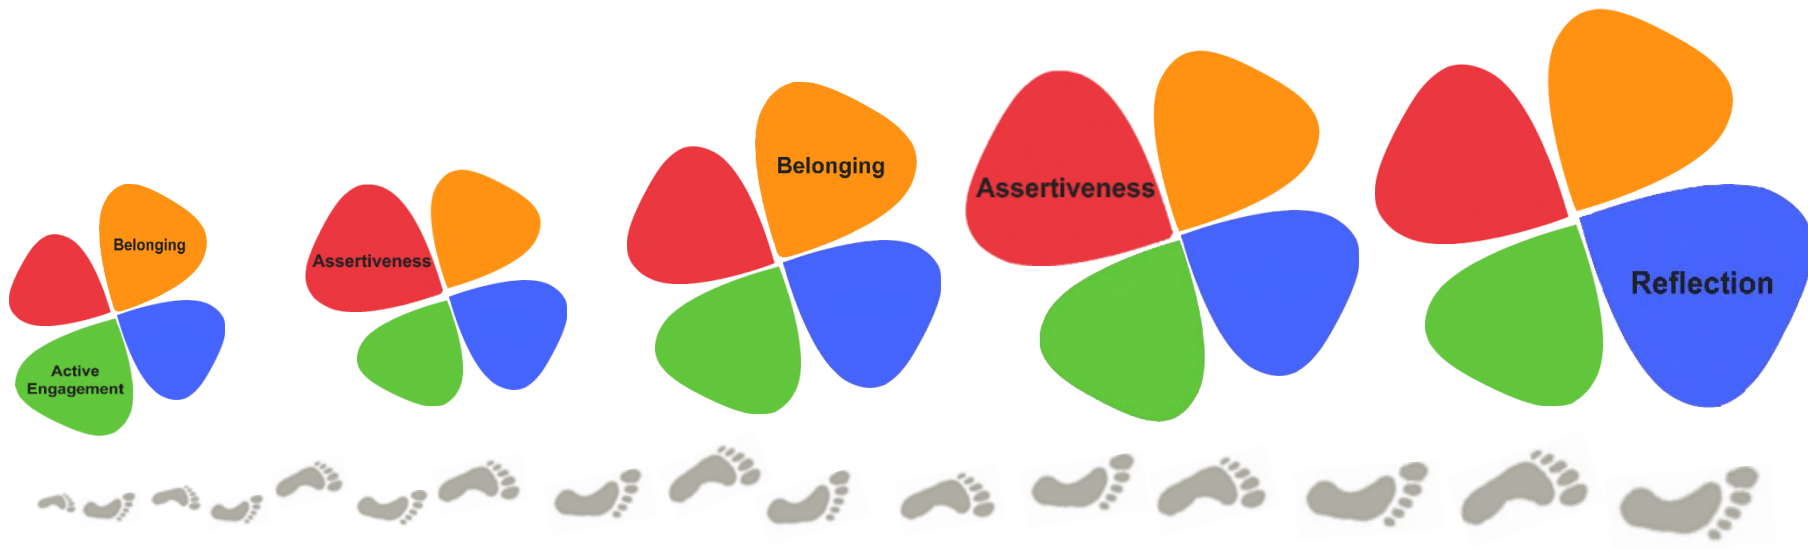 Belonging
Active
Engagement
Assertiveness
Belonging
Assertiveness
Reflection